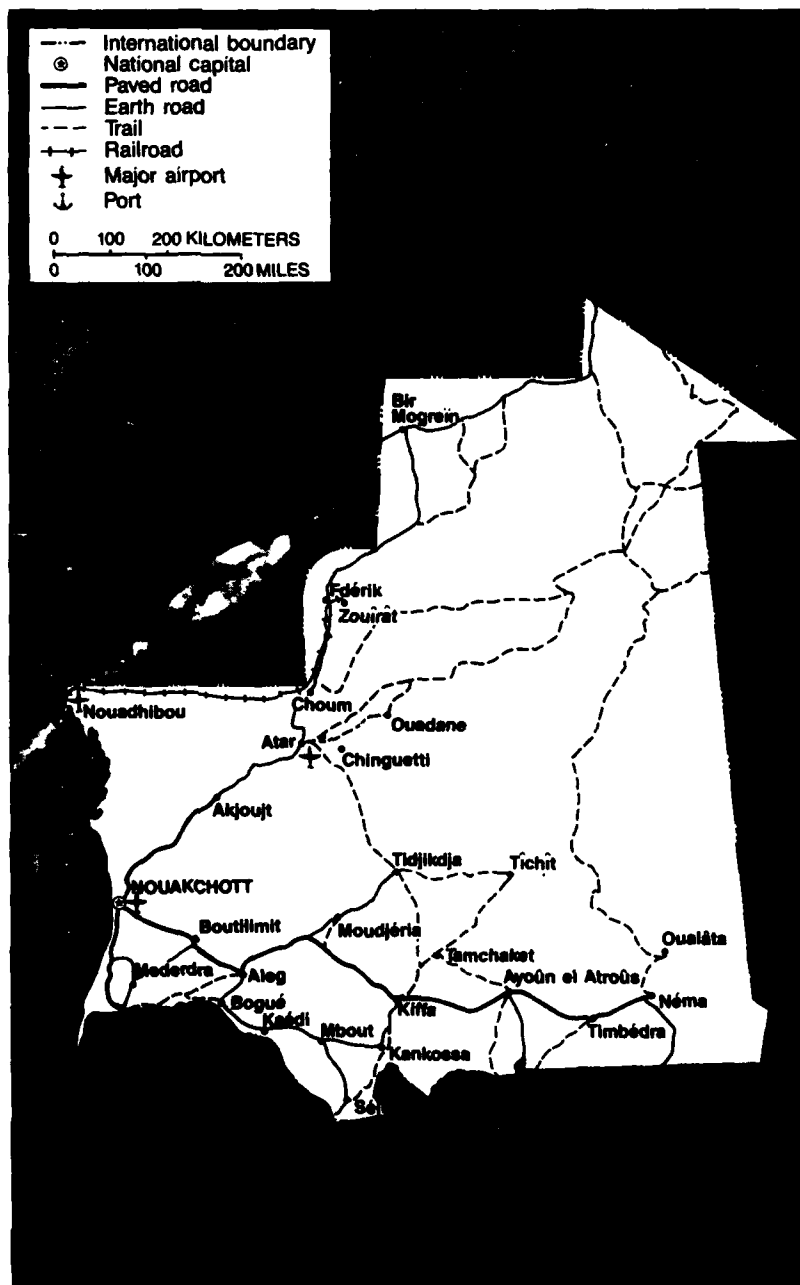 International boundary
National capital
Paved road
Earth road
Trail
Railroad
Major airport
Port
0 100 200 KILOMETERS
0 100 200 MILES
Bir
Mogreïn
Fdérik
Zouîrât
Choum
Nouadhibou
Ouadane
Atar
Chinguetti
Akjoujt
Tidjikdja
Tîchît
NOUAKCHOTT
Boutilimit
Moudjéria
Oualâta
Tamchaket
Mederdra
Aleg
Ayoûn el Atroûs
Bogué
Kiffa
Néma
Kaédi
Mbout
Timbédra
Kankossa